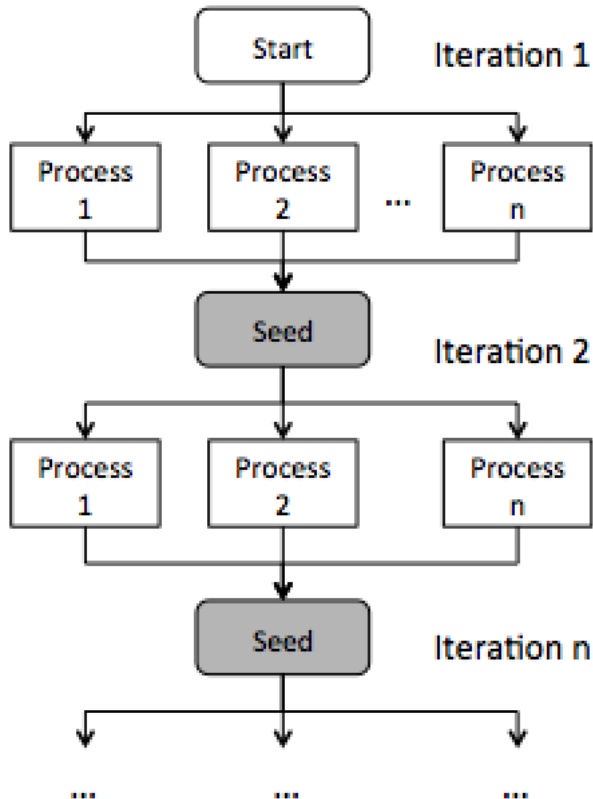 Start
Iteration 1
Process
1
Process
2
...
Process
n
Seed
Iteration 2
Process
1
Process
2
Process
n
Seed
Iteration n
...
...
...